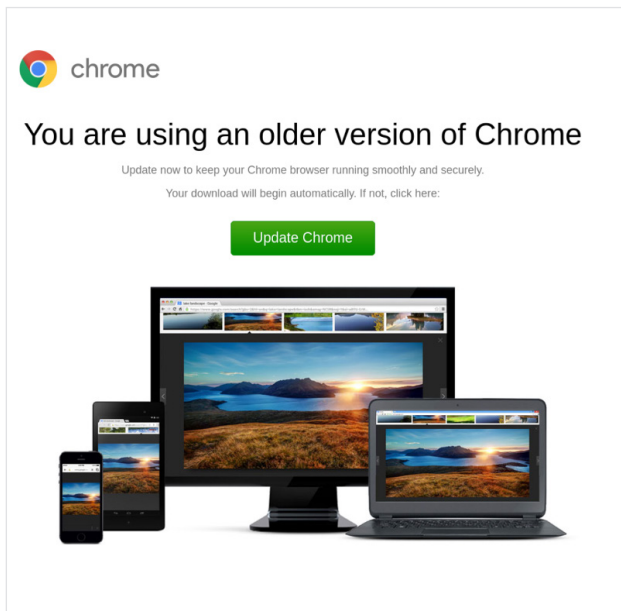 chrome
You are using an older version of Chrome
Update now to keep your Chrome browser running smoothly and securely.
Your download will begin automatically. If not, click here:
Update Chrome